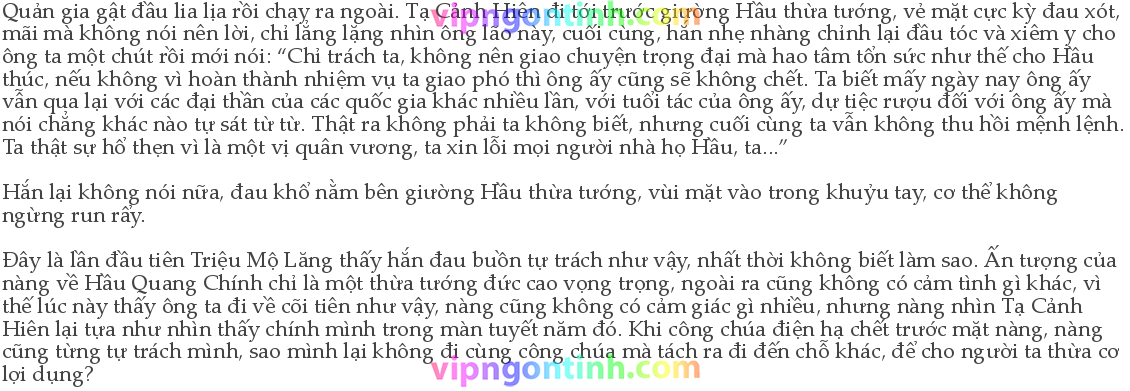 Quản gia gật đầu lia lịa rồi chạy ra ngoài. Tạ Cảnh Hiên đi tới trước giường Hầu thừa tướng, vẻ mặt cực kỳ đau xót,
mãi mà không nói nên lời, chỉ lẳng lặng nhìn ông lão này, cuối cùng, hắn nhẹ nhàng chỉnh lại đầu tóc và xiêm y cho
ông ta một chút rồi mới nói: “Chỉ trách ta, không nên giao chuyện trọng đại mà hao tâm tổn sức như thế cho Hầu
thúc, nếu không vì hoàn thành nhiệm vụ ta giao phó thì ông ấy cũng sẽ không chết. Ta biết mấy ngày nay ông ấy
vẫn qua lại với các đại thần của các quốc gia khác nhiều lần, với tuổi tác của ông ấy, dự tiệc rượu đối với ông ấy mà
nói chẳng khác nào tự sát từ từ. Thật ra không phải ta không biết, nhưng cuối cùng ta vẫn không thu hồi mệnh lệnh.
Ta thật sự hổ thẹn vì là một vị quân vương, ta xin lỗi mọi người nhà họ Hầu, ta...”
Hắn lại không nói nữa, đau khổ nằm bên giường Hầu thừa tướng, vùi mặt vào trong khuỷu tay, cơ thể không
ngừng run rẩy.
Đây là lần đầu tiên Triệu Mộ Lăng thấy hắn đau buồn tự trách như vậy, nhất thời không biết làm sao. Ấn tượng của
nàng về Hầu Quang Chính chỉ là một thừa tướng đức cao vọng trọng, ngoài ra cũng không có cảm tình gì khác, vì
thế lúc này thấy ông ta đi về cõi tiên như vậy, nàng cũng không có cảm giác gì nhiều, nhưng nàng nhìn Tạ Cảnh
Hiên lại tựa như nhìn thấy chính mình trong màn tuyết năm đó. Khi công chúa điện hạ chết trước mặt nàng, nàng
cũng từng tự trách mình, sao mình lại không đi cùng công chúa mà tách ra đi đến chỗ khác, để cho người ta thừa cơ
vipngontinh.com
lợi dụng?